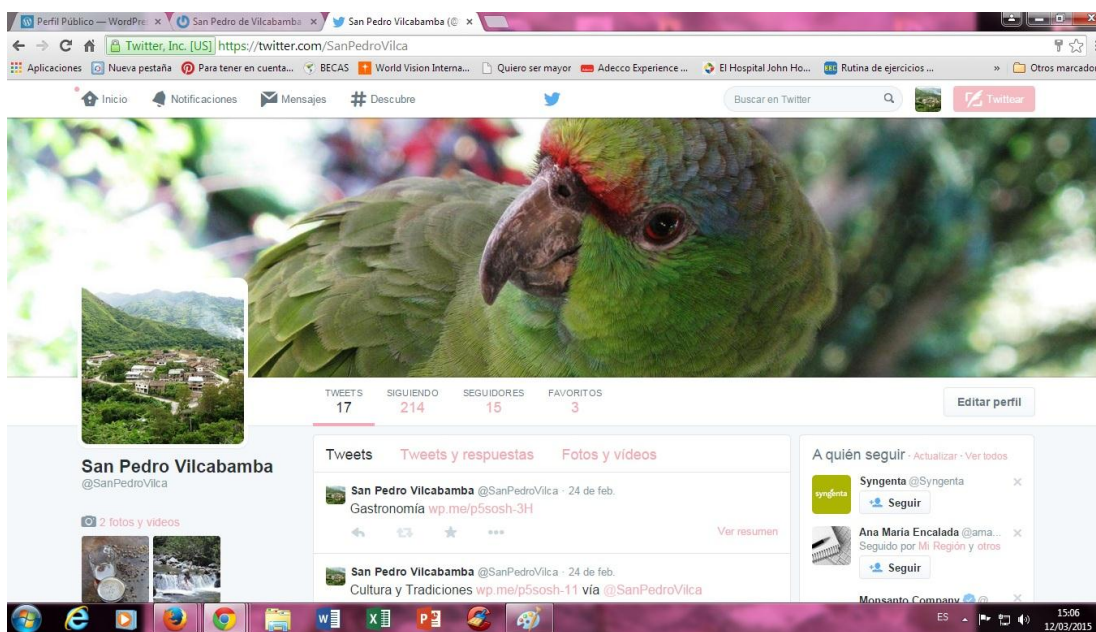 Perfil Público — WordPre
San Pedro de Vilcabamba
San Pedro Vilcabamba (@
Twitter, Inc. [US] https://twitter.com/SanPedroVilca
Aplicaciones Nueva pestaña Para tener en cuenta... BECAS World Vision Interna... Quiero ser mayor Adecco Experience ... El Hospital John Ho... Rutina de ejercicios ... » Otros marcador
Inicio Notificaciones Mensajes Descubre Buscar en Twitter Twittear
TWEETS SIGUIENDO SEGUIDORES FAVORITOS
17 214 15 3
Editar perfil
San Pedro Vilcabamba
@SanPedroVilca
2 fotos y videos
Tweets Tweets y respuestas Fotos y vídeos
San Pedro Vilcabamba @SanPedroVilca · 24 de feb.
Gastronomía wp.me/p5sosh-3H
Ver resumen
San Pedro Vilcabamba @SanPedroVilca · 24 de feb.
Cultura y Tradiciones wp.me/p5sosh-11 vía @SanPedroVilca
A quién seguir · Actualizar · Ver todos
syngenta
Syngenta @Syngenta
Seguir
Ana María Encalada @ama...
Seguido por Mi Región y otros
Seguir
Monsanto Company @
ES 15:06
12/03/2015